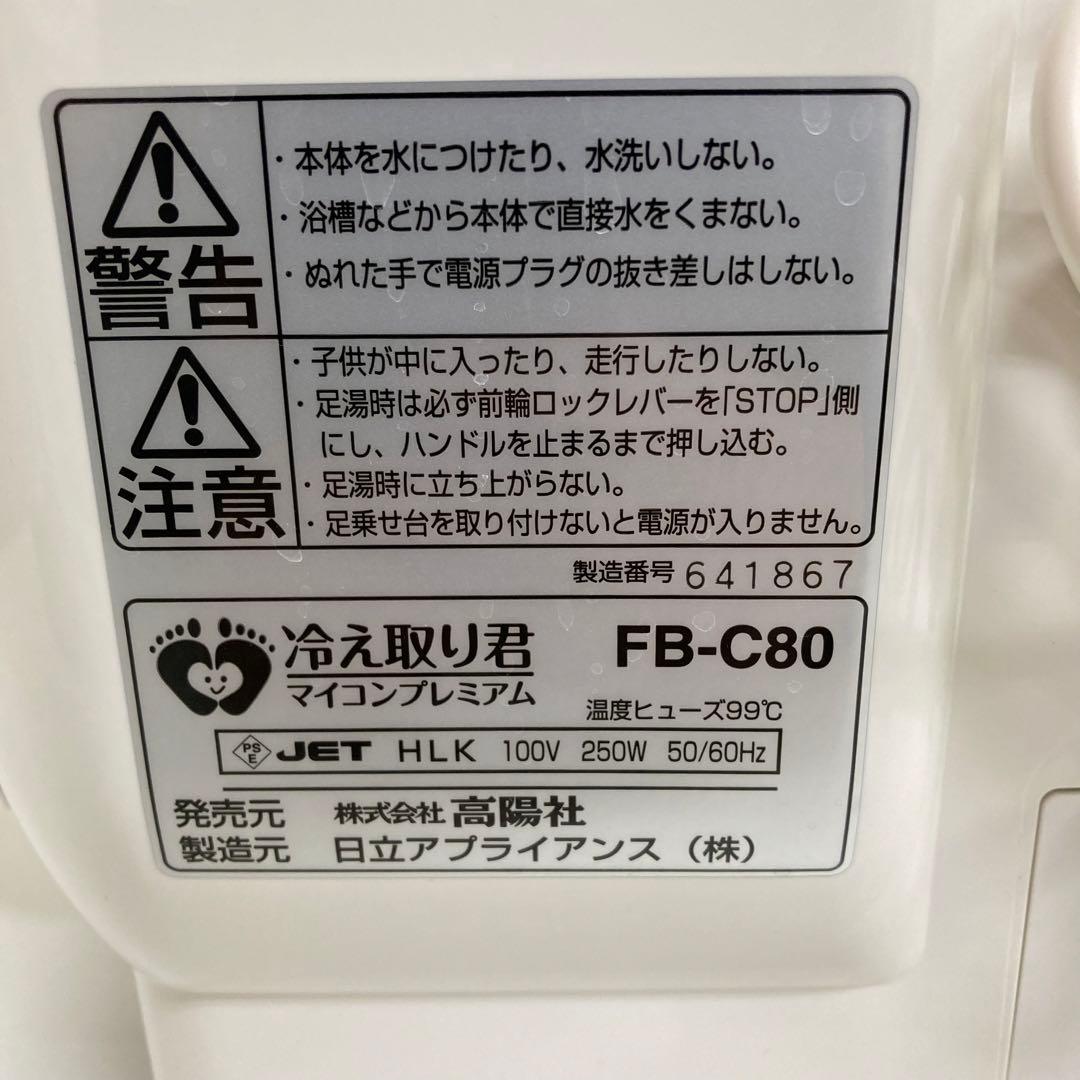 警告
・本体を水につけたり、水洗いしない。
・浴槽などから本体で直接水をくまない。
・ぬれた手で電源プラグの抜き差しはしない。
注意
・子供が中に入ったり、走行したりしない。
・足湯時は必ず前輪ロックレバーを「STOP」側
にし、ハンドルを止まるまで押し込む。
・足湯時に立ち上がらない。
・足乗せ台を取り付けないと電源が入りません。
製造番号 641867
冷え取り君 FB-C80
マイコンプレミアム
温度ヒューズ99℃
PSE JET HLK 100V 250W 50/60Hz
発売元 株式会社 高陽社
製造元 日立アプライアンス（株）